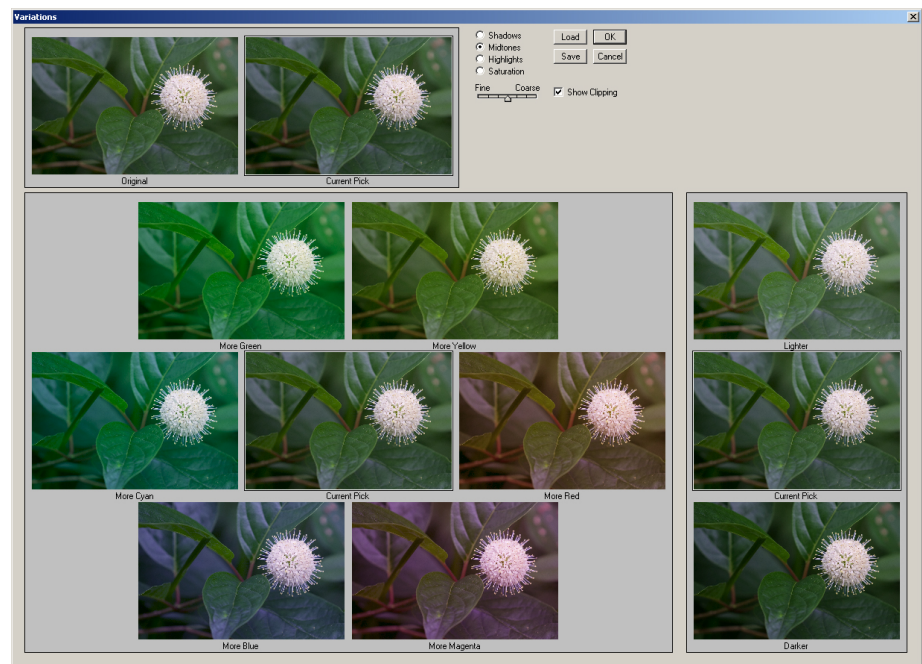 Variations
Original
Current Pick
Shadows
Midtones
Highlights
Saturation
Fine Coarse
Load
OK
Save
Cancel
Show Clipping
More Green
More Yellow
More Cyan
Current Pick
More Red
More Blue
More Magenta
Lighter
Current Pick
Darker